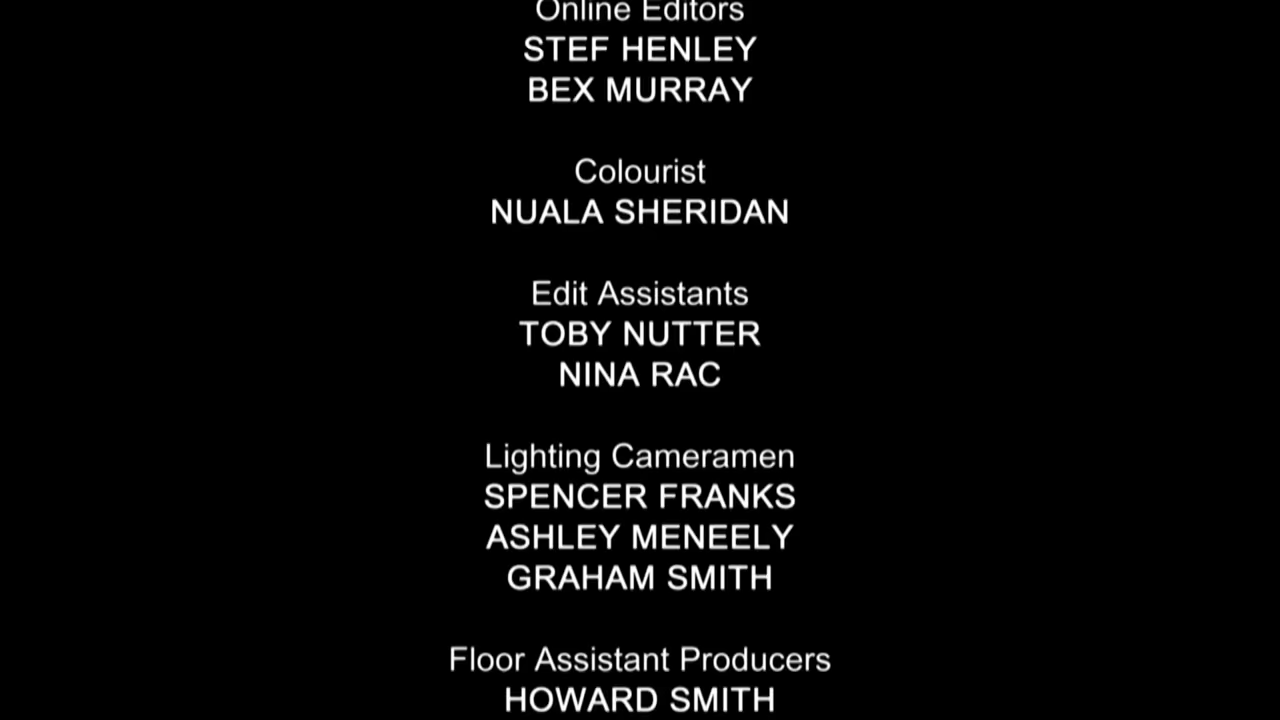 Online Editors
STEF HENLEY
BEX MURRAY
Colourist
NUALA SHERIDAN
Edit Assistants
TOBY NUTTER
NINA RAC
Lighting Cameramen
SPENCER FRANKS
ASHLEY MENEELY
GRAHAM SMITH
Floor Assistant Producers
HOWARD SMITH